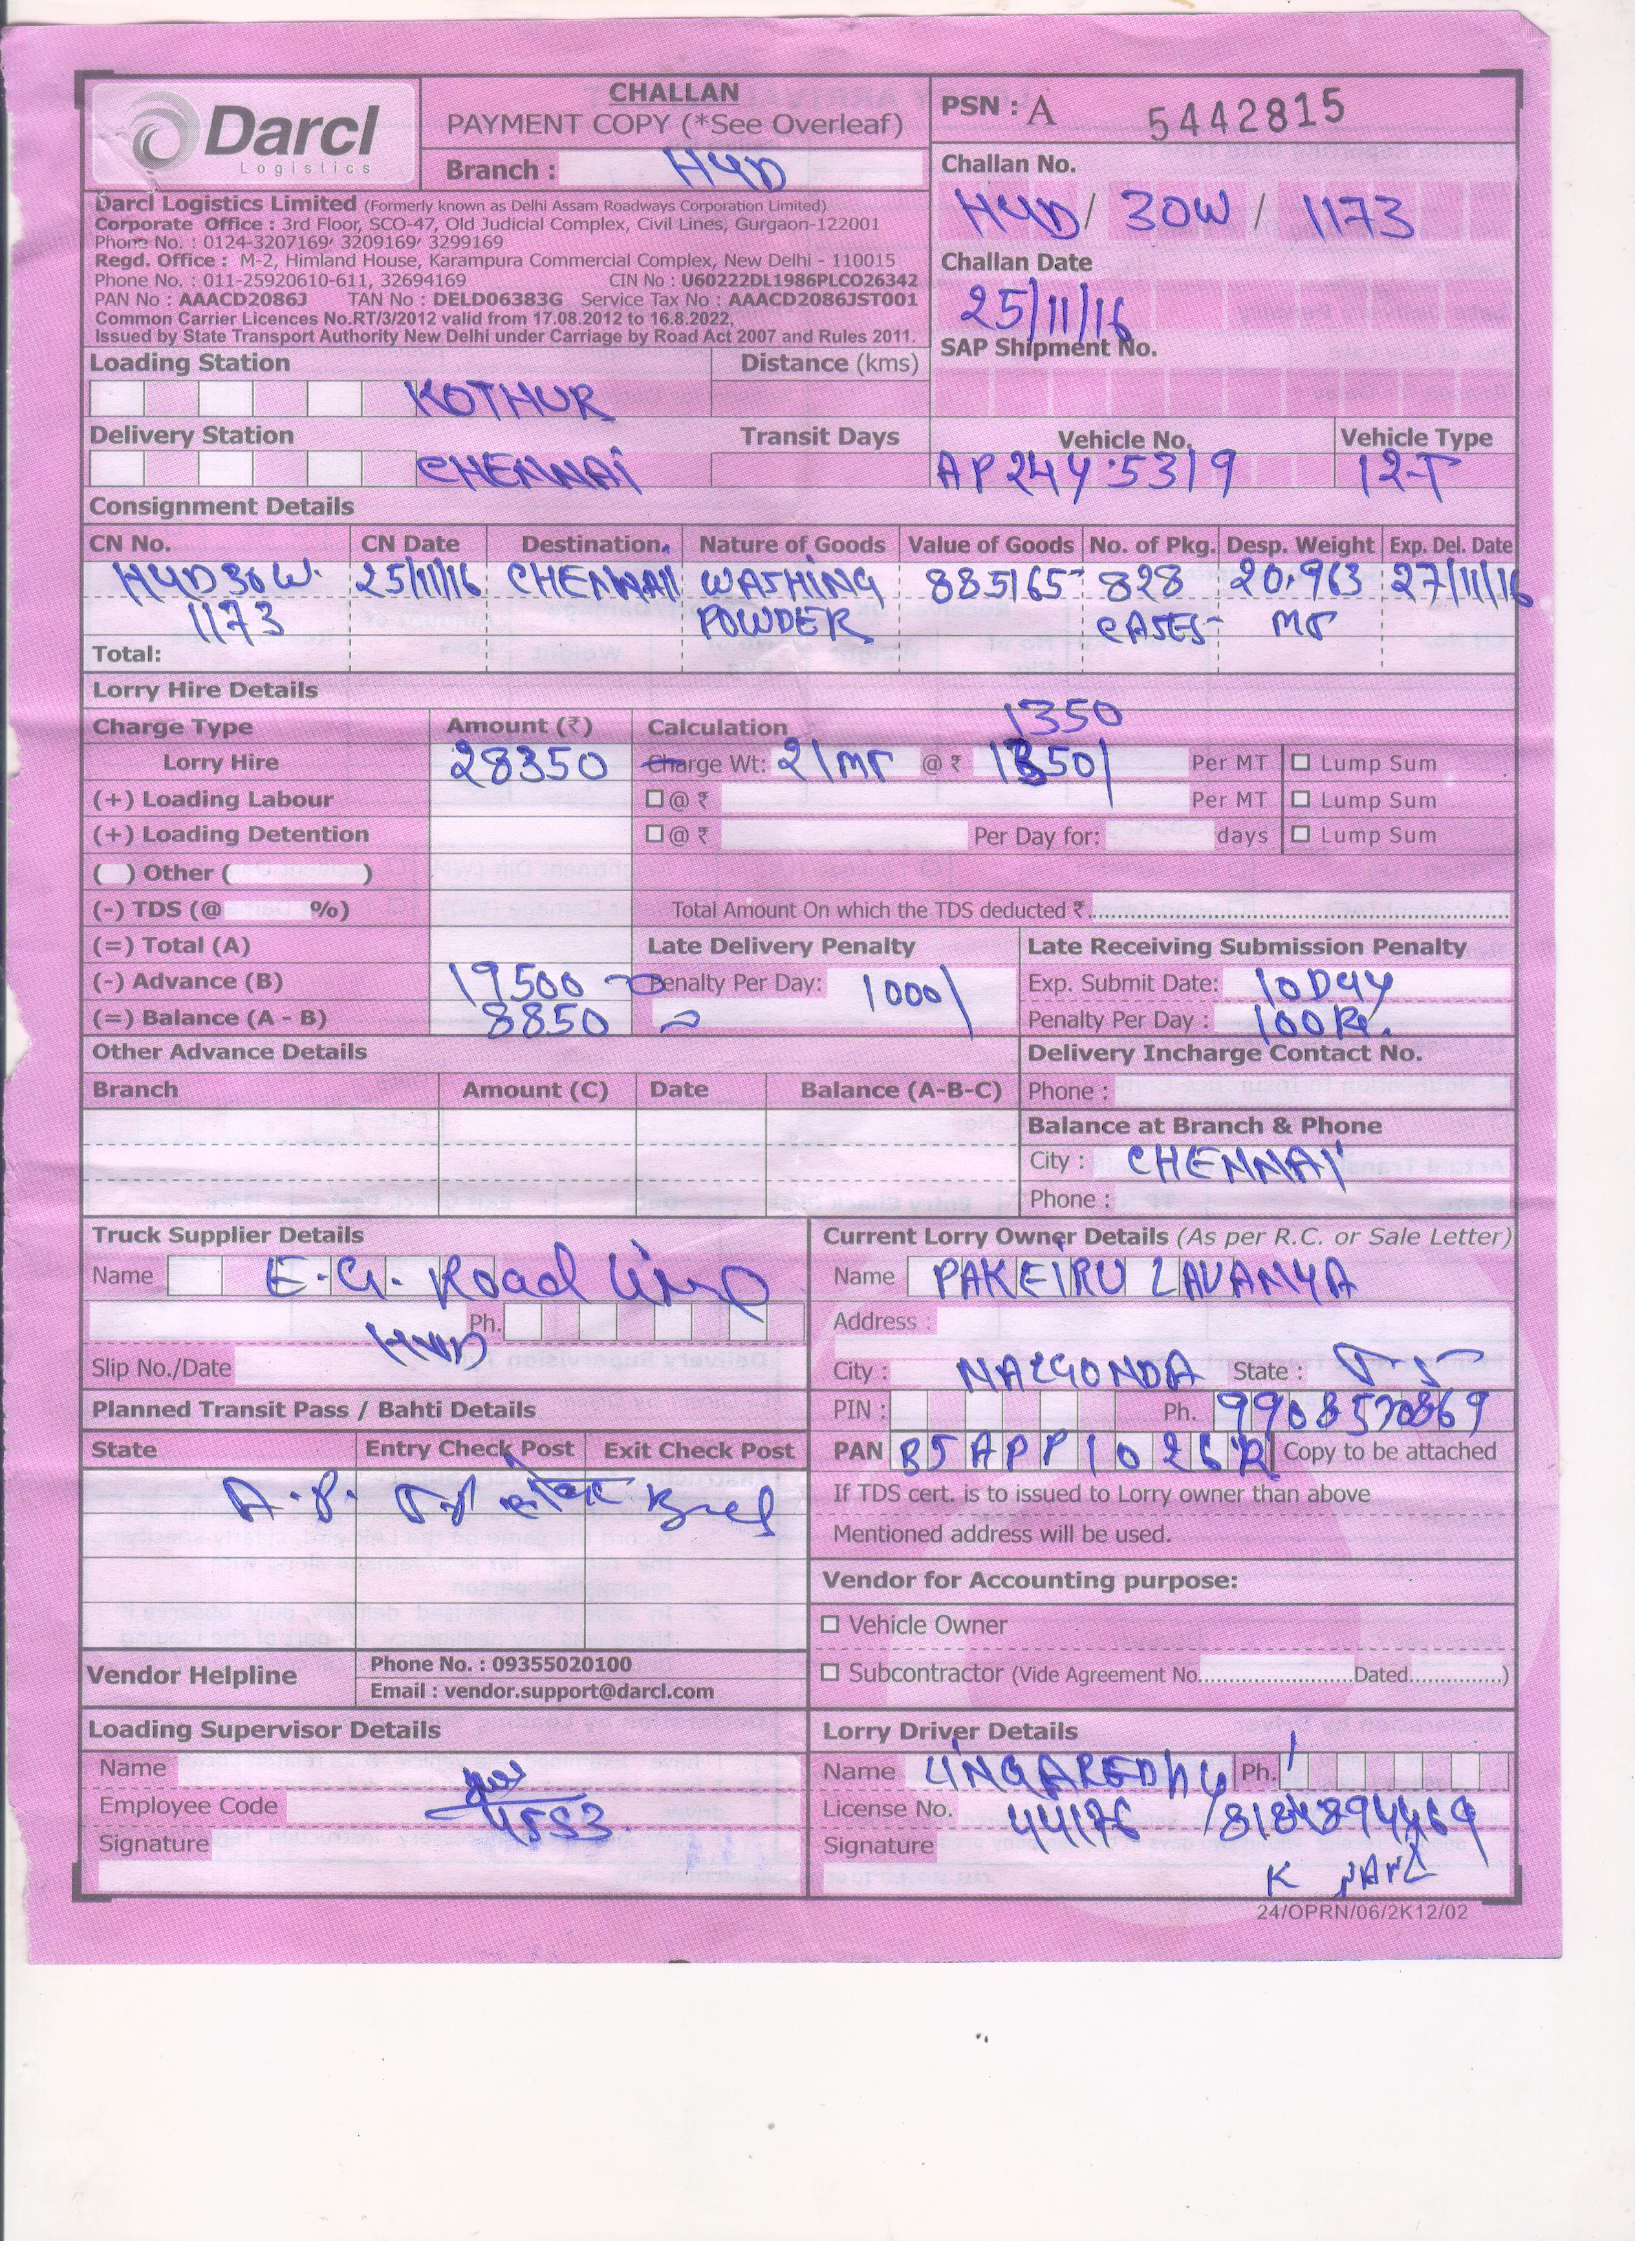 Darcl
Logistics
CHALLAN
PAYMENT COPY (*See Overleaf)
Branch : HYD
PSN : A 5442815
Challan No.
HYD / 30W / 1173
Challan Date
25/11/16
SAP Shipment No.
Darcl Logistics Limited (Formerly known as Delhi Assam Roadways Corporation Limited)
Corporate Office : 3rd Floor, SCO-47, Old Judicial Complex, Civil Lines, Gurgaon-122001
Phone No. : 0124-3207169, 3209169, 3299169
Regd. Office : M-2, Himland House, Karampura Commercial Complex, New Delhi - 110015
Phone No. : 011-25920610-611, 32694169 CIN No : U60222DL1986PLCO26342
PAN No : AAACD2086J TAN No : DELD06383G Service Tax No : AAACD2086JST001
Common Carrier Licences No.RT/3/2012 valid from 17.08.2012 to 16.8.2022,
Issued by State Transport Authority New Delhi under Carriage by Road Act 2007 and Rules 2011.
Loading Station Distance (kms)
KOTHUR
Delivery Station Transit Days Vehicle No. Vehicle Type
CHENNAI AP24Y 5319 12-T
Consignment Details
CN No. CN Date Destination Nature of Goods Value of Goods No. of Pkg. Desp. Weight Exp. Del. Date
HYD 30W 25/11/16 CHENNAI WASHING 885165- 828 20.963 27/11/16
1173 POWDER CASES- MT
Total:
Lorry Hire Details
1350
Charge Type Amount (₹) Calculation
Lorry Hire 28350 Charge Wt: 21 MT @ ₹ 1350/ Per MT ☐ Lump Sum
(+) Loading Labour ☐ @ ₹ Per MT ☐ Lump Sum
(+) Loading Detention ☐ @ ₹ Per Day for: days ☐ Lump Sum
( ) Other ( )
(-) TDS (@ %) Total Amount On which the TDS deducted ₹
(=) Total (A) Late Delivery Penalty Late Receiving Submission Penalty
(-) Advance (B) 19500 Penalty Per Day: 1000/ Exp. Submit Date: 10 Day
(=) Balance (A - B) 8850 Penalty Per Day : 100 Rs.
Other Advance Details Delivery Incharge Contact No.
Branch Amount (C) Date Balance (A-B-C) Phone :
Balance at Branch & Phone
City : CHENNAI
Phone :
Truck Supplier Details
Name E.G. Road Line
Ph.
HYD
Slip No./Date
Planned Transit Pass / Bahti Details
State Entry Check Post Exit Check Post
A.P.
Vendor Helpline
Phone No. : 09355020100
Email : vendor.support@darcl.com
Current Lorry Owner Details (As per R.C. or Sale Letter)
Name PAKEIRU LAVANYA
Address :
City : NALGONDA State : T.S
PIN : Ph. 9908570869
PAN BJAPP1026R Copy to be attached
If TDS cert. is to issued to Lorry owner than above
Mentioned address will be used.
Vendor for Accounting purpose:
☐ Vehicle Owner
☐ Subcontractor (Vide Agreement No. Dated )
Loading Supervisor Details
Name
Employee Code 4553
Signature
Lorry Driver Details
Name LINGAREDDY Ph.
License No. 44176
Signature
24/OPRN/06/2K12/02